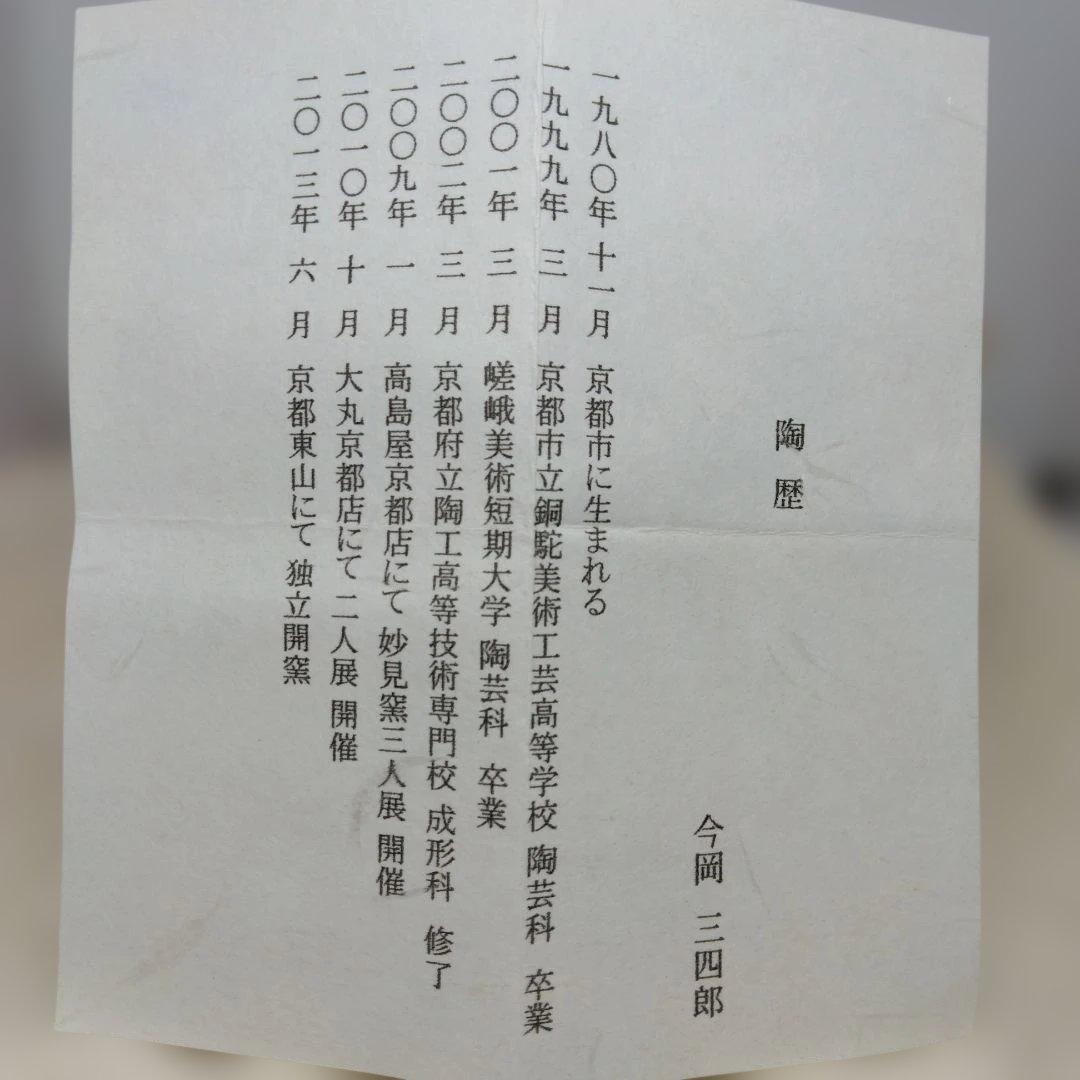 陶歴
今岡 三四郎
一九八〇年 十一月 京都市に生まれる
一九九九年 三月 京都市立銅駝美術工芸高等学校 陶芸科 卒業
二〇〇一年 三月 嵯峨美術短期大学 陶芸科 卒業
二〇〇二年 三月 京都府立陶工高等技術専門校 成形科 修了
二〇〇九年 一月 高島屋京都店にて 妙見窯三人展 開催
二〇一〇年 十月 大丸京都店にて 二人展 開催
二〇一三年 六月 京都東山にて 独立開窯